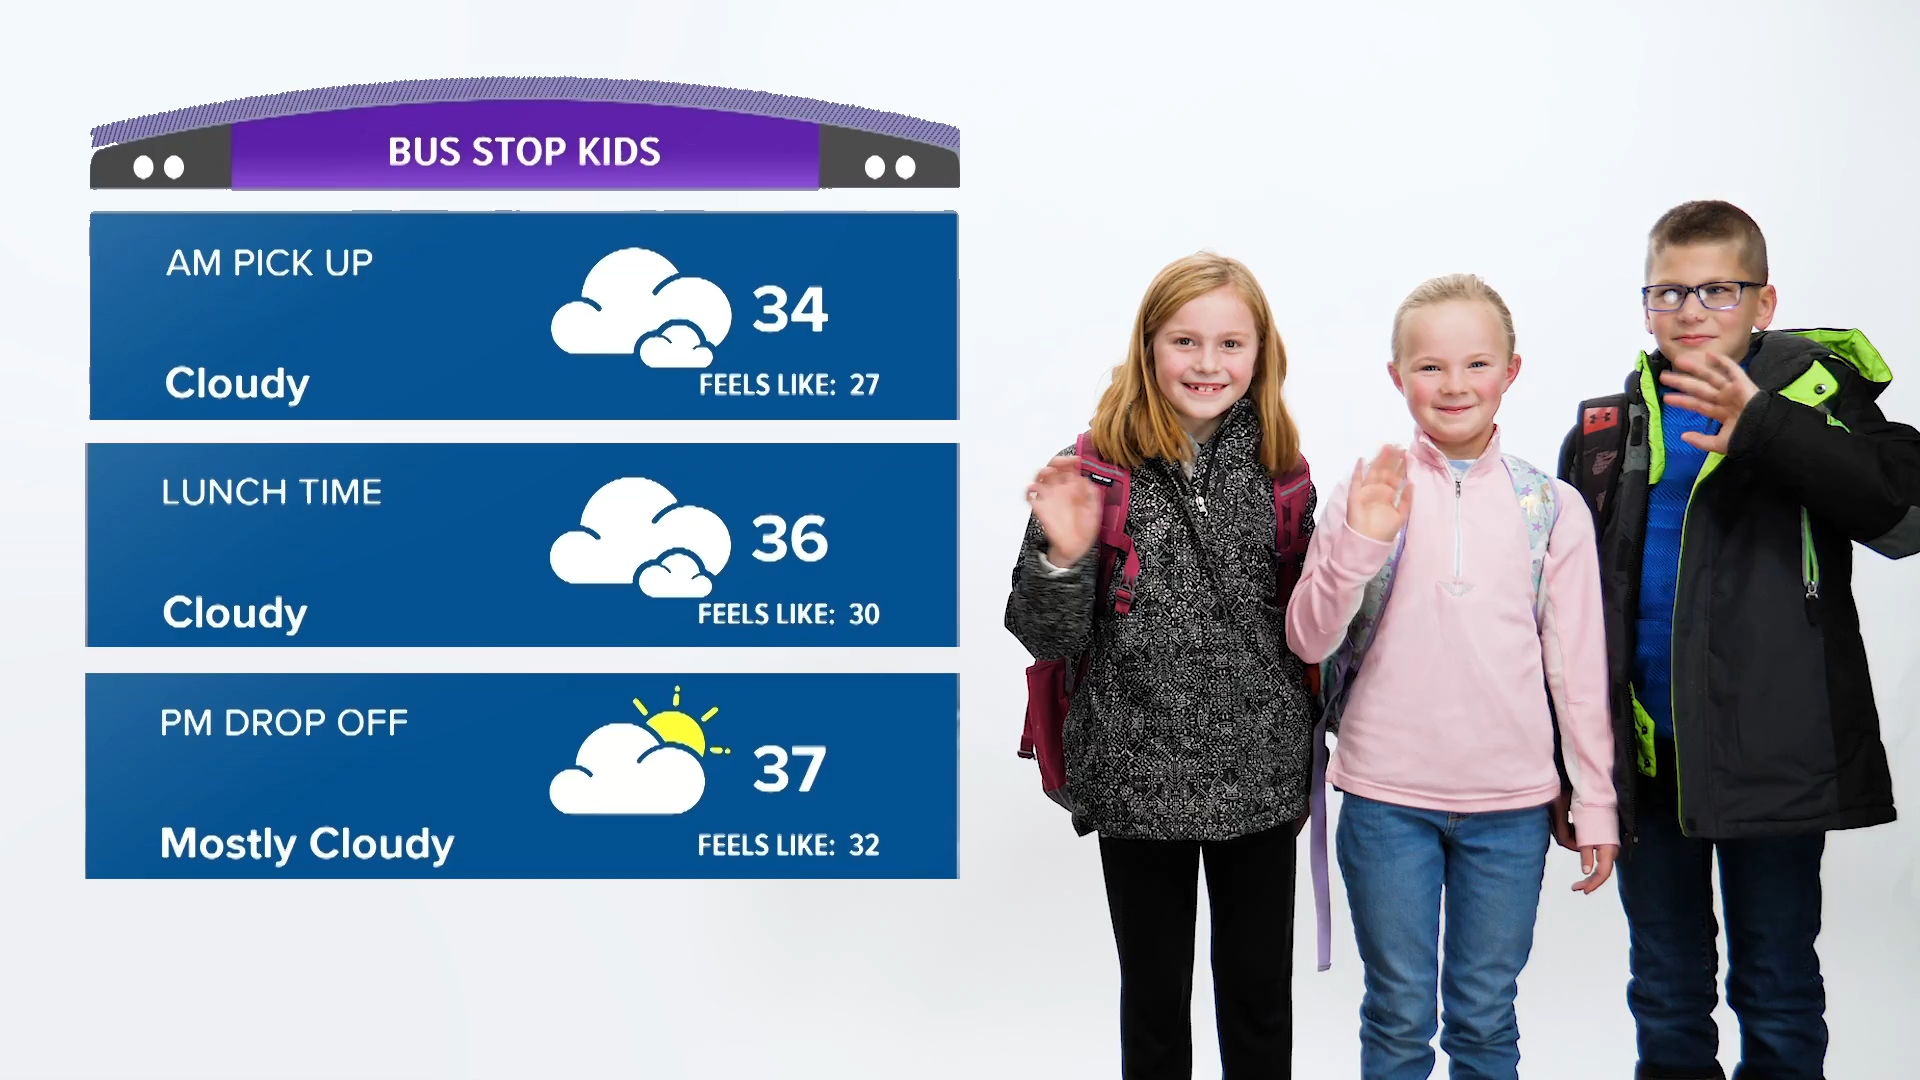 BUS STOP KIDS
AM PICK UP
34
Cloudy
FEELS LIKE: 27
LUNCH TIME
36
Cloudy
FEELS LIKE: 30
PM DROP OFF
37
Mostly Cloudy
FEELS LIKE: 32